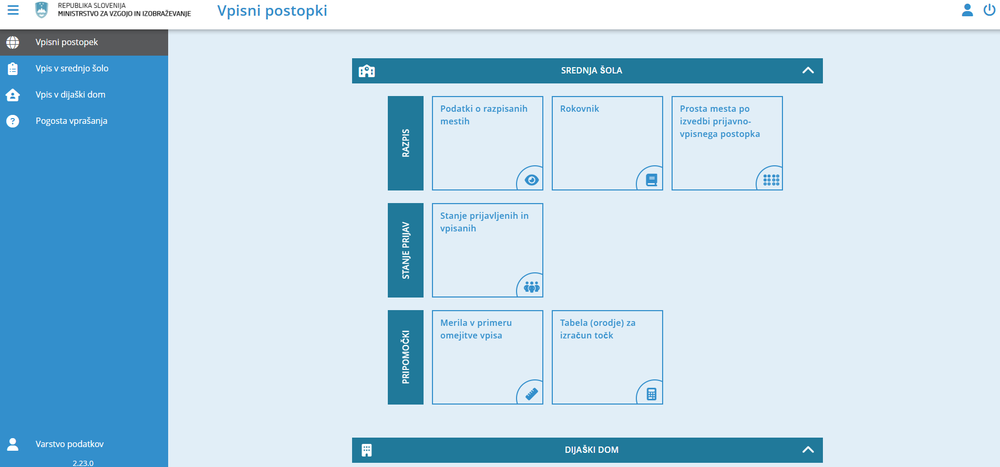 REPUBLIKA SLOVENIJA
MINISTRSTVO ZA VZGOJO IN IZOBRAŽEVANJE
Vpisni postopki
Vpisni postopek
Vpis v srednjo šolo
Vpis v dijaški dom
Pogosta vprašanja
Varstvo podatkov
2.23.0
SREDNJA ŠOLA
RAZPIS
Podatki o razpisanih
mestih
Rokovnik
Prosta mesta po
izvedbi prijavno-
vpisnega postopka
STANJE PRIJAV
Stanje prijavljenih in
vpisanih
PRIPOMOČKI
Merila v primeru
omejitve vpisa
Tabela (orodje) za
izračun točk
DIJAŠKI DOM